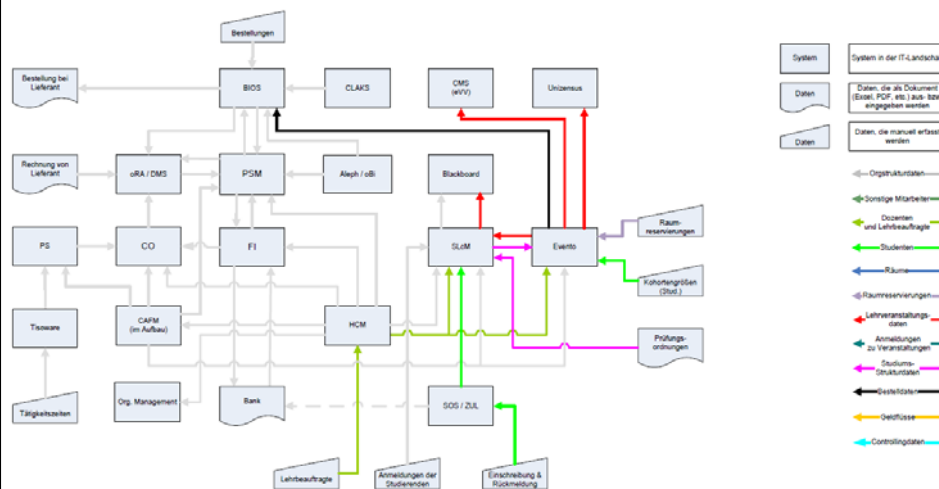 Bestellungen
Bestellung bei
Lieferant
BIOS
CLAKS
CMS
(eVV)
Unizensus
System
System in der IT-Landscha
Daten
Daten, die als Dokument
(Excel, PDF, etc.) aus- bzw
eingegeben werden
Daten
Daten, die manuell erfass
werden
Rechnung von
Lieferant
oRA / DMS
PSM
Aleph / oBi
Blackboard
Orgstrukturdaten
Sonstige Mitarbeiter
Dozenten
und Lehrbeauftragte
Raum-
reservierungen
PS
CO
FI
SLcM
Evento
Studenten
Kohortengrößen
(Stud.)
Räume
Raumreservierungen
Tisoware
CAFM
(im Aufbau)
HCM
Lehrveranstaltungs-
daten
Prüfungs-
ordnungen
Anmeldungen
zu Veranstaltungen
Studiums-
Strukturdaten
Tätigkeitszeiten
Org. Management
Bank
SOS / ZUL
Bestelldaten
Geldflüsse
Controllingdaten
Lehrbeauftragte
Anmeldungen der
Studierenden
Einschreibung &
Rückmeldung